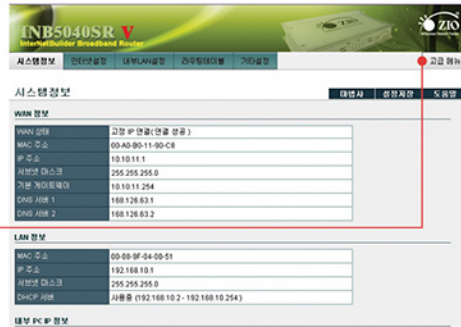 INB5040SR V
InterNetBuilder Broadband Router
ZIO
시스템정보 인터넷설정 내부LAN설정 라우팅테이블 기타설정 고급 메뉴
시스템정보
마법사 설정저장 도움말
WAN 정보
WAN 상태 고정 IP 연결(연결 성공)
MAC 주소 00-A0-B0-11-90-C8
IP 주소 10.10.11.1
서브넷 마스크 255.255.255.0
기본 게이트웨이 10.10.11.254
DNS 서버 1 168.126.63.1
DNS 서버 2 168.126.63.2
LAN 정보
MAC 주소 00-08-9F-04-00-51
IP 주소 192.168.10.1
서브넷 마스크 255.255.255.0
DHCP 서버 사용중 (192.168.10.2 - 192.168.10.254)
내부 PC IP 정보